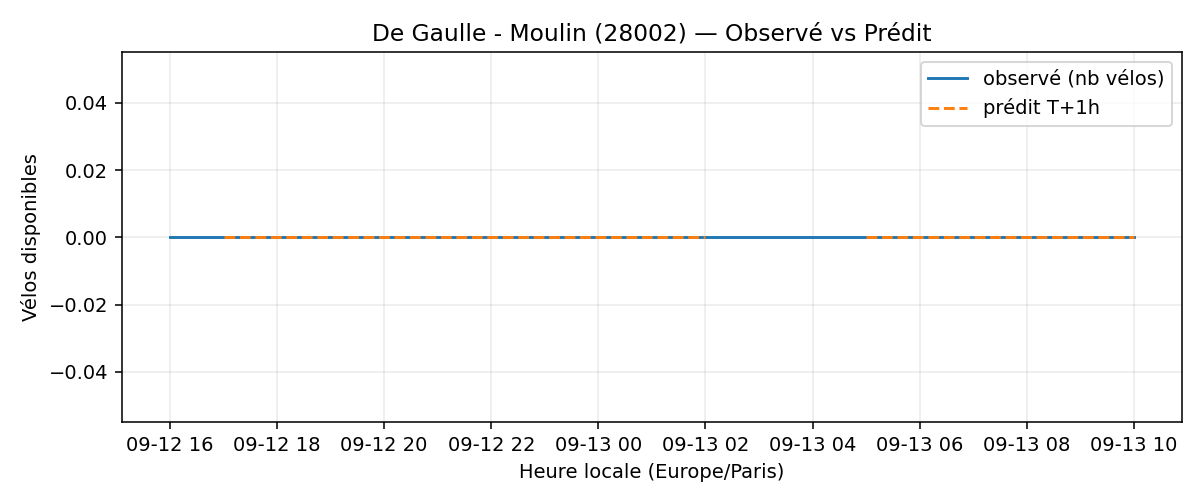 De Gaulle - Moulin (28002) — Observé vs Prédit
observé (nb vélos)
prédit T+1h
Vélos disponibles
0.04
0.02
0.00
−0.02
−0.04
09-12 16 09-12 18 09-12 20 09-12 22 09-13 00 09-13 02 09-13 04 09-13 06 09-13 08 09-13 10
Heure locale (Europe/Paris)